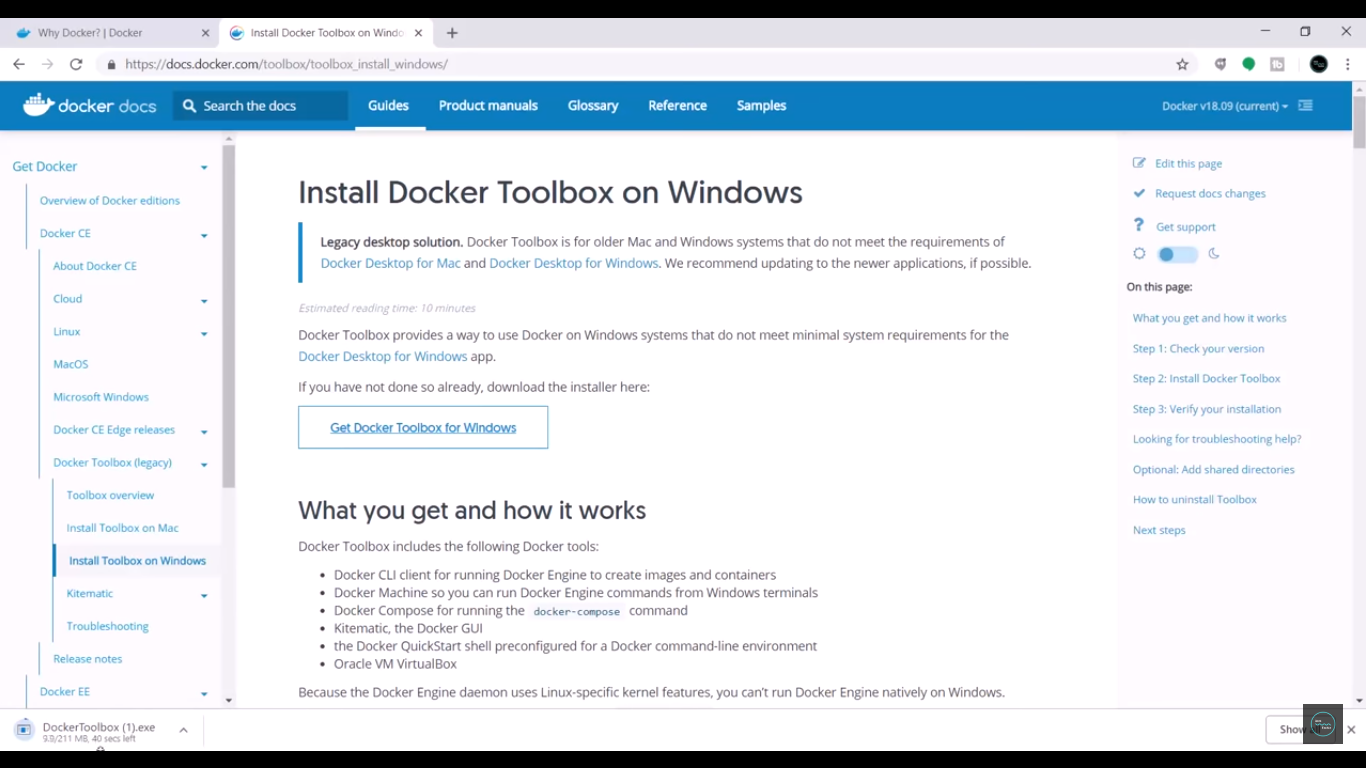 Why Docker? | Docker
Install Docker Toolbox on Windo
https://docs.docker.com/toolbox/toolbox_install_windows/
docker docs
Search the docs
Guides
Product manuals
Glossary
Reference
Samples
Docker v18.09 (current)
Get Docker
Overview of Docker editions
Docker CE
About Docker CE
Cloud
Linux
MacOS
Microsoft Windows
Docker CE Edge releases
Docker Toolbox (legacy)
Toolbox overview
Install Toolbox on Mac
Install Toolbox on Windows
Kitematic
Troubleshooting
Release notes
Docker EE
Install Docker Toolbox on Windows
Legacy desktop solution. Docker Toolbox is for older Mac and Windows systems that do not meet the requirements of
Docker Desktop for Mac and Docker Desktop for Windows. We recommend updating to the newer applications, if possible.
Estimated reading time: 10 minutes
Docker Toolbox provides a way to use Docker on Windows systems that do not meet minimal system requirements for the
Docker Desktop for Windows app.
If you have not done so already, download the installer here:
Get Docker Toolbox for Windows
What you get and how it works
Docker Toolbox includes the following Docker tools:
• Docker CLI client for running Docker Engine to create images and containers
• Docker Machine so you can run Docker Engine commands from Windows terminals
• Docker Compose for running the docker-compose command
• Kitematic, the Docker GUI
• the Docker QuickStart shell preconfigured for a Docker command-line environment
• Oracle VM VirtualBox
Because the Docker Engine daemon uses Linux-specific kernel features, you can't run Docker Engine natively on Windows.
Edit this page
Request docs changes
Get support
On this page:
What you get and how it works
Step 1: Check your version
Step 2: Install Docker Toolbox
Step 3: Verify your installation
Looking for troubleshooting help?
Optional: Add shared directories
How to uninstall Toolbox
Next steps
DockerToolbox (1).exe
9.9/211 MB, 40 secs left
Show